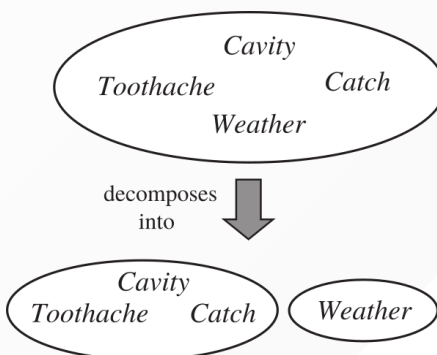 Cavity
Toothache
Catch
Weather
decomposes
into
Cavity
Toothache Catch
Weather